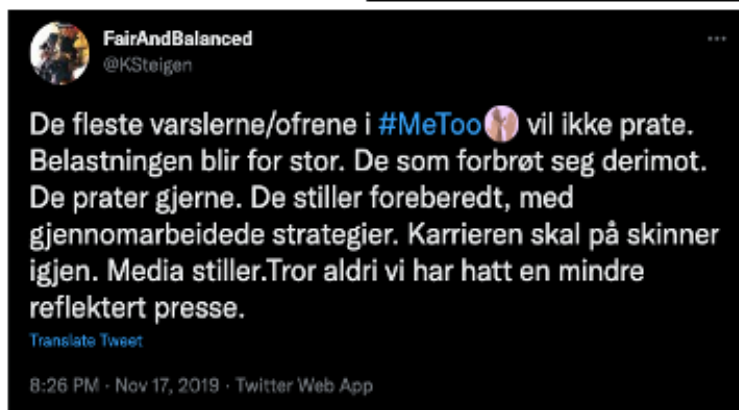 FairAndBalanced
@KSteigen
De fleste varslerne/ofrene i #MeToo vil ikke prate.
Belastningen blir for stor. De som forbrøt seg derimot.
De prater gjerne. De stiller foreberedt, med
gjennomarbeidede strategier. Karrieren skal på skinner
igjen. Media stiller.Tror aldri vi har hatt en mindre
reflektert presse.
Translate Tweet
8:26 PM · Nov 17, 2019 · Twitter Web App